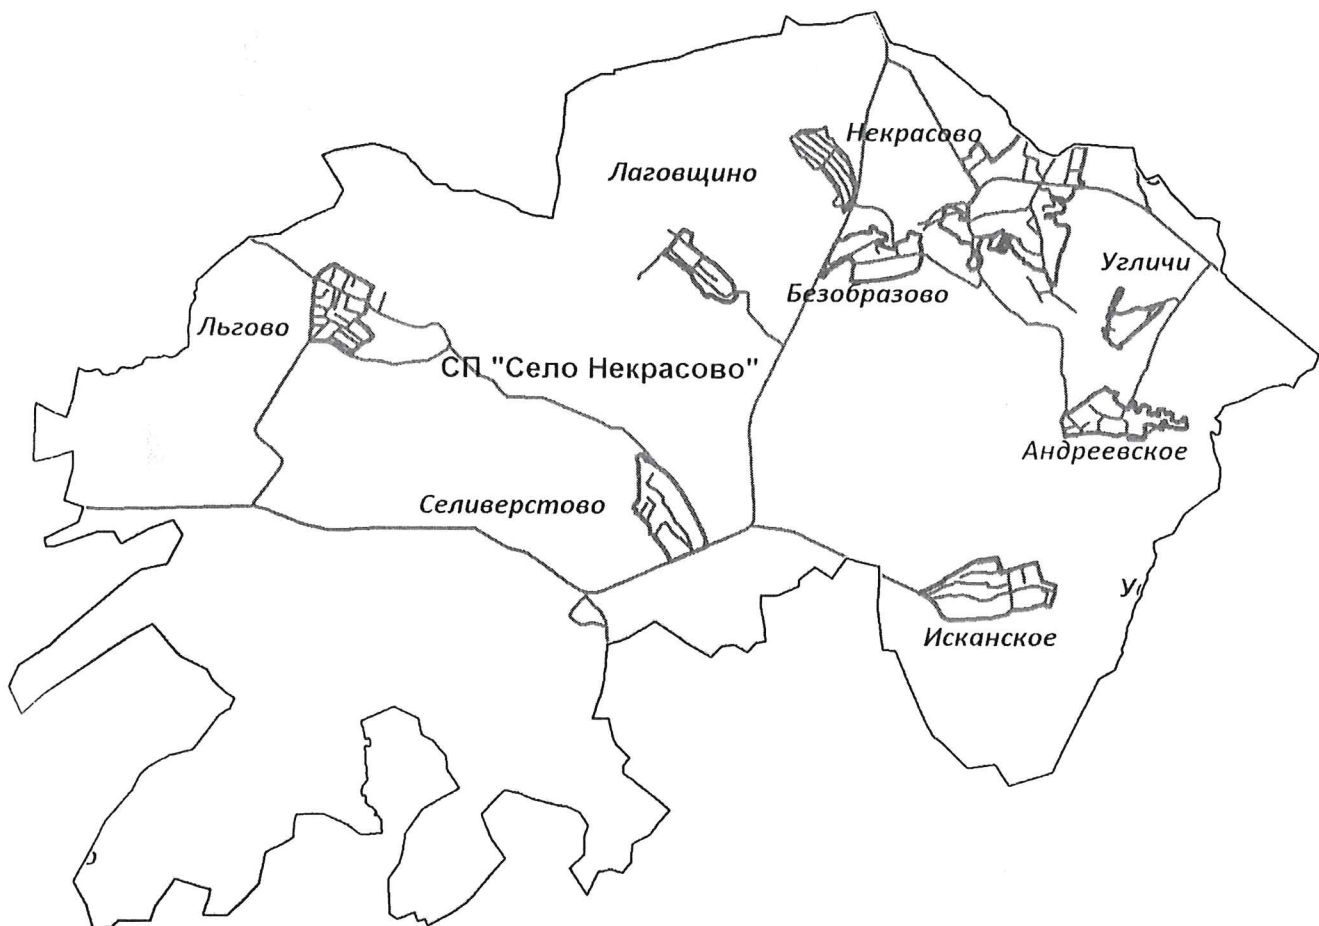 Некрасово
Лаговщино
Угличи
Безобразово
Льгово
СП "Село Некрасово"
Андреевское
Селиверстово
Исканское